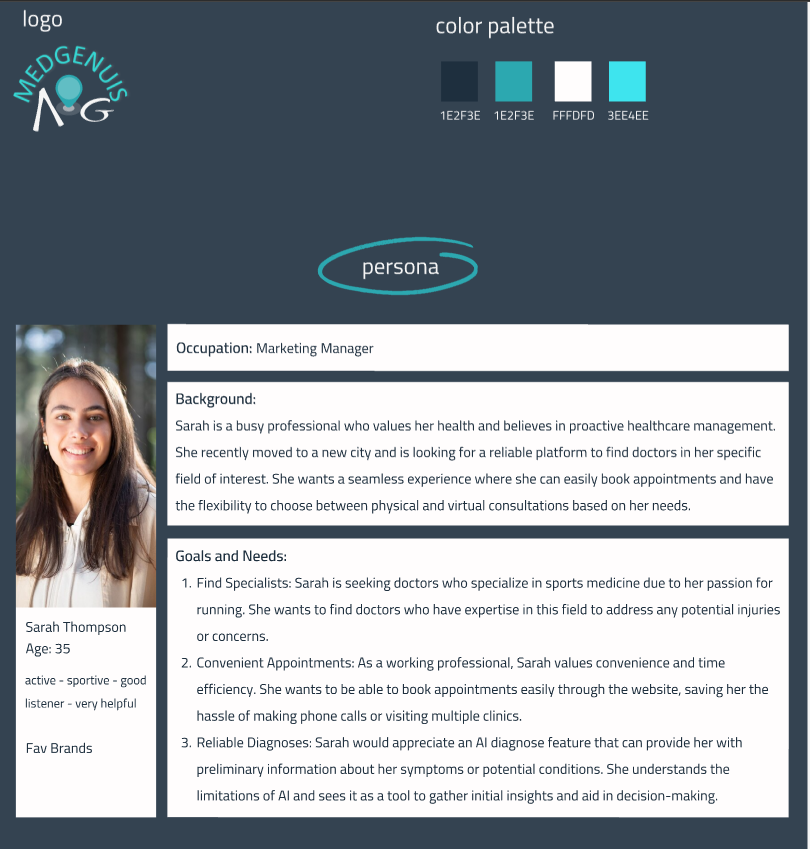 logo
color palette
MEDGENUIS
NG
1E2F3E 1E2F3E FFFDFD 3EE4EE
persona
Sarah Thompson
Age: 35
active - sportive - good
listener - very helpful
Fav Brands
Occupation: Marketing Manager
Background:
Sarah is a busy professional who values her health and believes in proactive healthcare management.
She recently moved to a new city and is looking for a reliable platform to find doctors in her specific
field of interest. She wants a seamless experience where she can easily book appointments and have
the flexibility to choose between physical and virtual consultations based on her needs.
Goals and Needs:
1. Find Specialists: Sarah is seeking doctors who specialize in sports medicine due to her passion for
running. She wants to find doctors who have expertise in this field to address any potential injuries
or concerns.
2. Convenient Appointments: As a working professional, Sarah values convenience and time
efficiency. She wants to be able to book appointments easily through the website, saving her the
hassle of making phone calls or visiting multiple clinics.
3. Reliable Diagnoses: Sarah would appreciate an AI diagnose feature that can provide her with
preliminary information about her symptoms or potential conditions. She understands the
limitations of AI and sees it as a tool to gather initial insights and aid in decision-making.